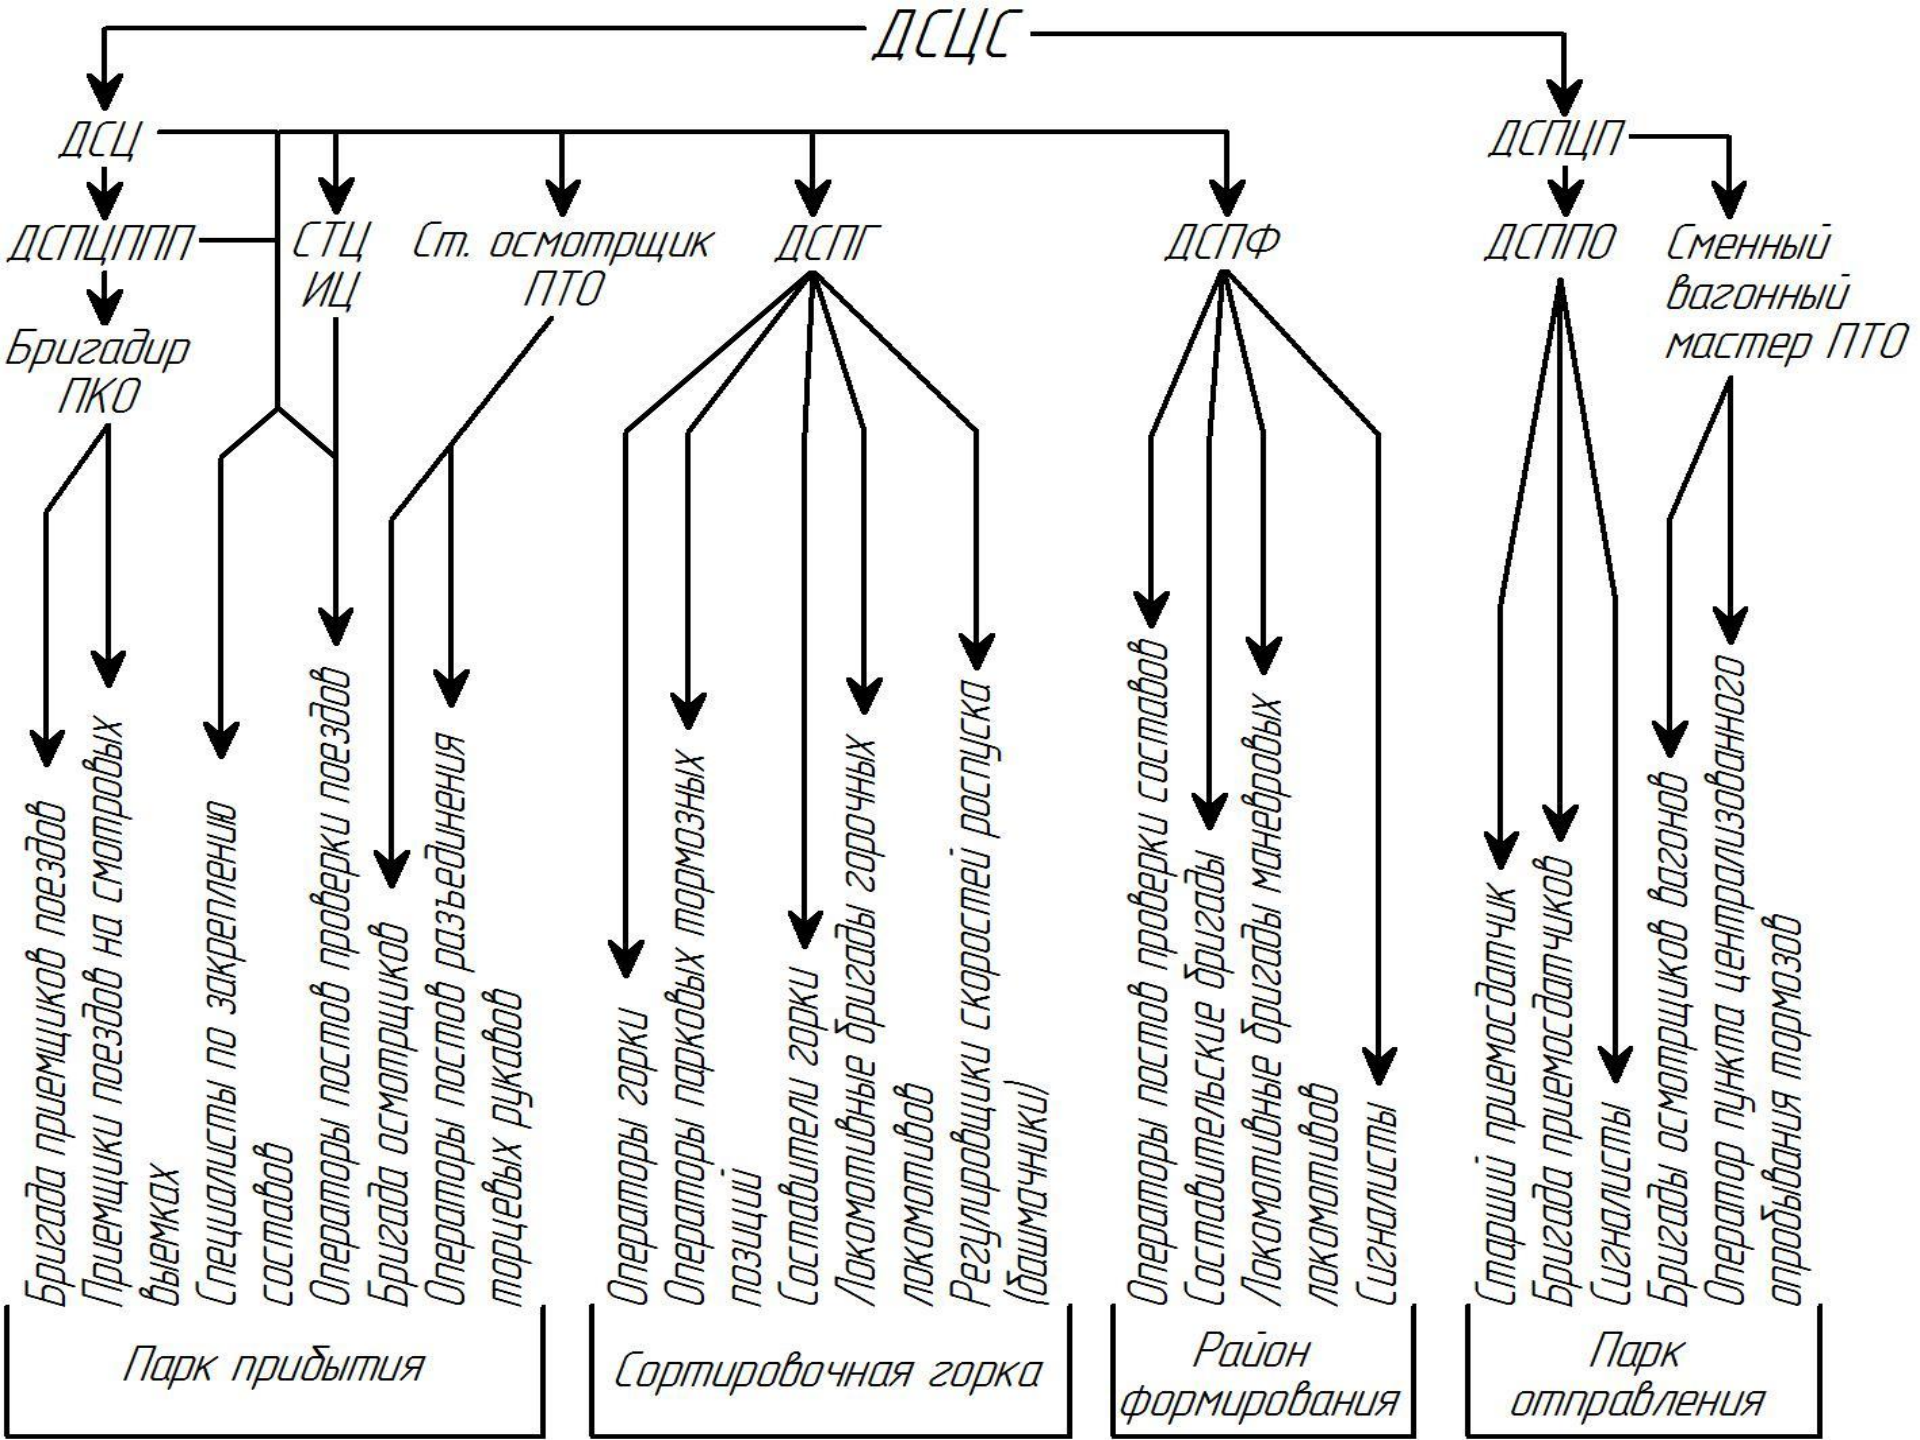 ДСЦС
ДСЦ
ДСПЦП
ДСПЦППП
СТЦ
ИЦ
Ст. осмотрщик
ПТО
ДСПГ
ДСПФ
ДСППО
Сменный
вагонный
мастер ПТО
Бригадир
ПКО
Бригада приемщиков поездов
Приемщики поездов на смотровых
выемках
Специалисты по закреплению
составов
Операторы постов проверки поездов
Бригада осмотрщиков
Операторы постов разъединения
торцевых рукавов
Операторы горки
Операторы парковых тормозных
позиций
Составители горки
Локомотивные бригады горочных
локомотивов
Регулировщики скоростей роспуска
(башмачники)
Операторы постов проверки составов
Составительские бригады
Локомотивные бригады маневровых
локомотивов
Сигналисты
Старший приемосдатчик
Бригада приемосдатчиков
Сигналисты
Бригады осмотрщиков вагонов
Оператор пункта централизованного
опробывания тормозов
Парк прибытия
Сортировочная горка
Район
формирования
Парк
отправления